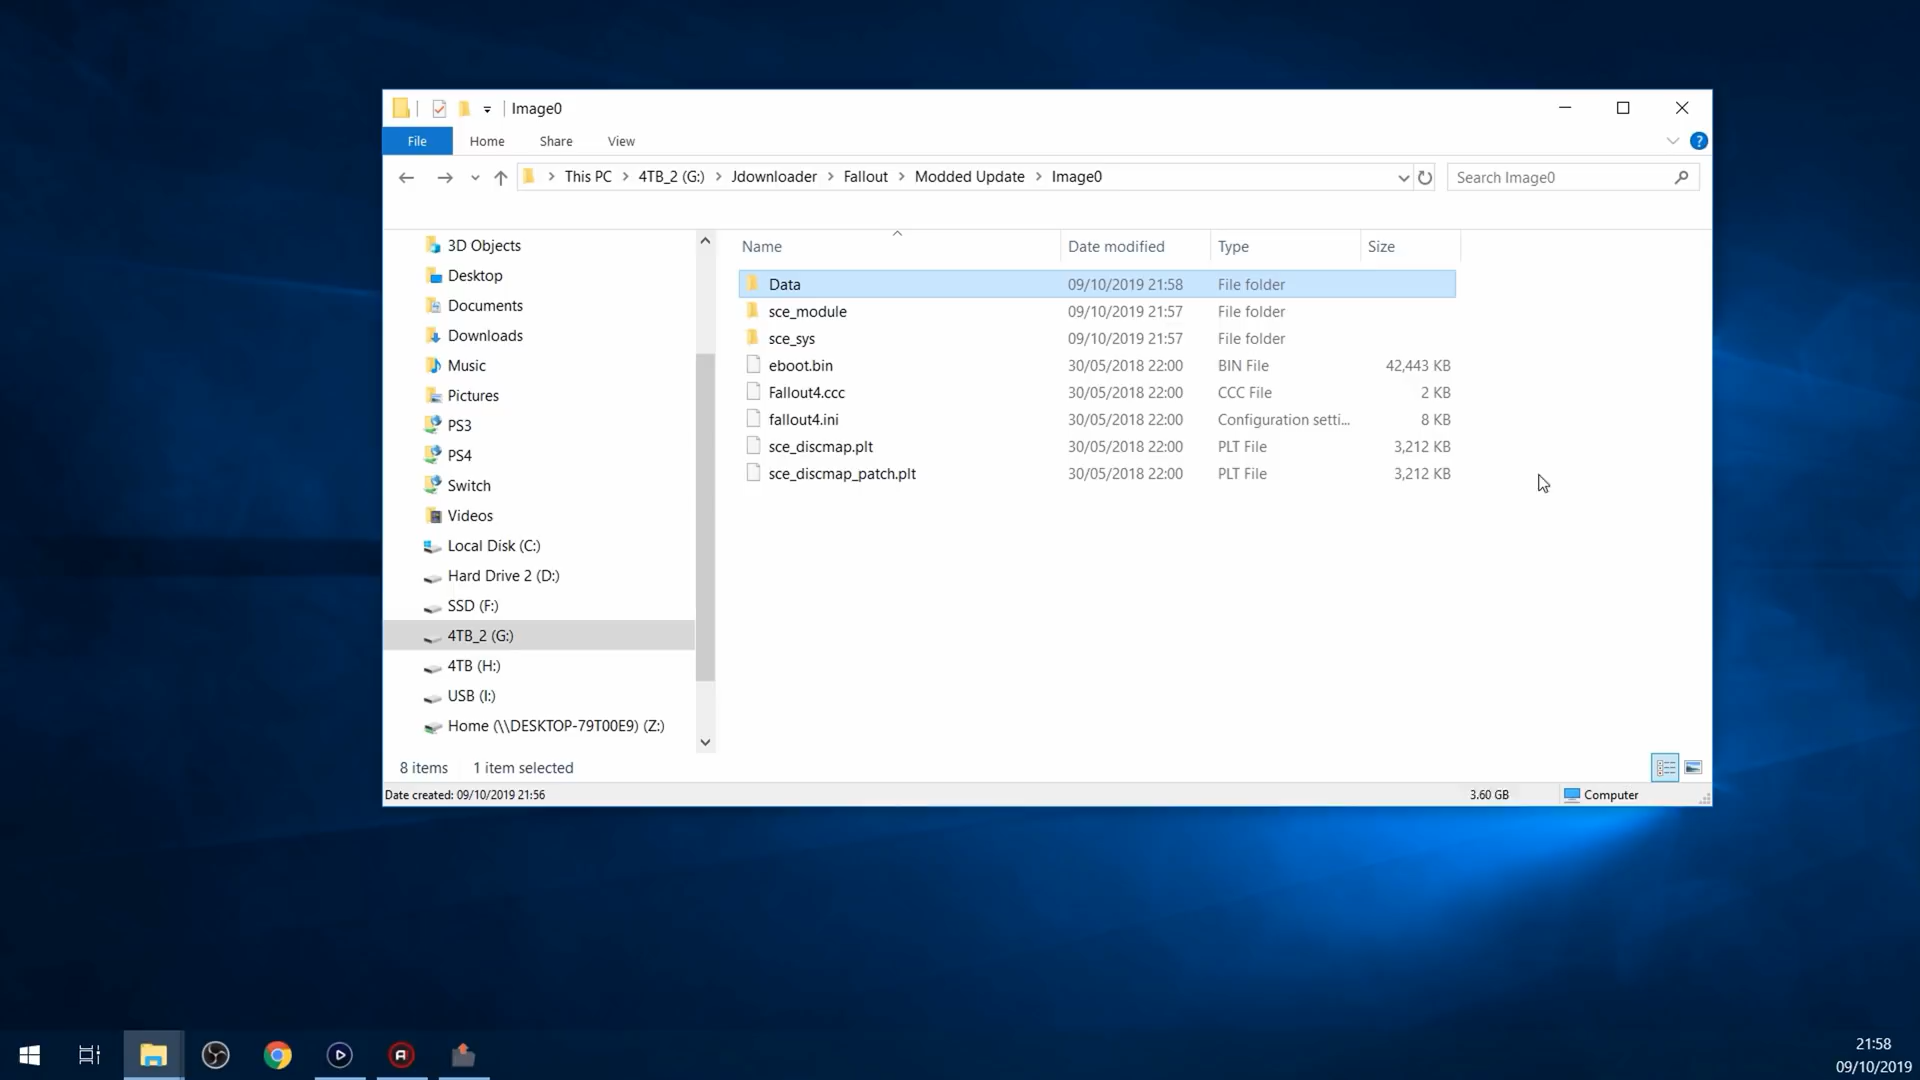 Image0
File Home Share View
This PC 4TB_2 (G:) Jdownloader Fallout Modded Update Image0
Search Image0
3D Objects
Desktop
Documents
Downloads
Music
Pictures
PS3
PS4
Switch
Videos
Local Disk (C:)
Hard Drive 2 (D:)
SSD (F:)
4TB_2 (G:)
4TB (H:)
USB (I:)
Home (\\DESKTOP-79T00E9) (Z:)
Name Date modified Type Size
Data 09/10/2019 21:58 File folder
sce_module 09/10/2019 21:57 File folder
sce_sys 09/10/2019 21:57 File folder
eboot.bin 30/05/2018 22:00 BIN File 42,443 KB
Fallout4.ccc 30/05/2018 22:00 CCC File 2 KB
fallout4.ini 30/05/2018 22:00 Configuration setti... 8 KB
sce_discmap.plt 30/05/2018 22:00 PLT File 3,212 KB
sce_discmap_patch.plt 30/05/2018 22:00 PLT File 3,212 KB
8 items 1 item selected
Date created: 09/10/2019 21:56 3.60 GB Computer
21:58
09/10/2019